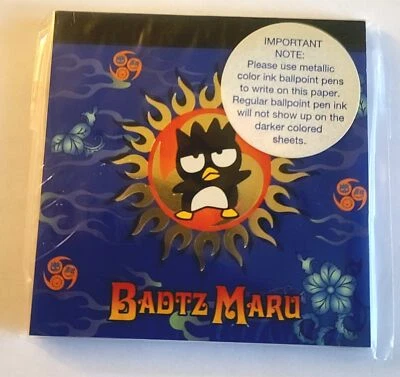 IMPORTANT
NOTE:
Please use metallic
color ink ballpoint pens
to write on this paper.
Regular ballpoint pen ink
will not show up on the
darker colored
sheets.
BADTZ MARU